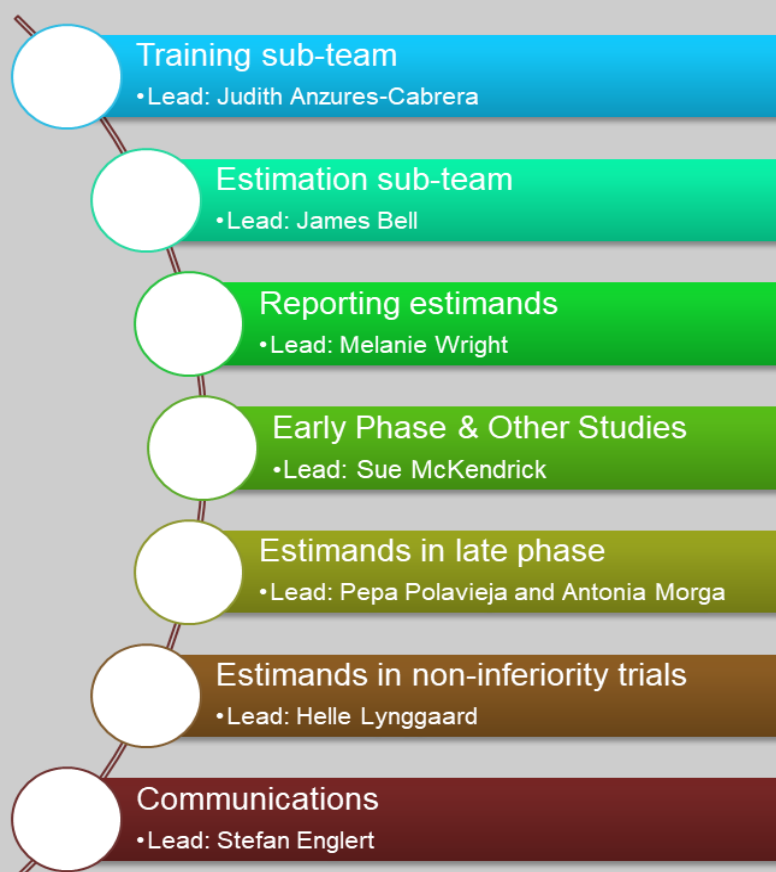 Training sub-team
•Lead: Judith Anzures-Cabrera
Estimation sub-team
•Lead: James Bell
Reporting estimands
•Lead: Melanie Wright
Early Phase & Other Studies
•Lead: Sue McKendrick
Estimands in late phase
•Lead: Pepa Polavieja and Antonia Morga
Estimands in non-inferiority trials
•Lead: Helle Lynggaard
Communications
•Lead: Stefan Englert